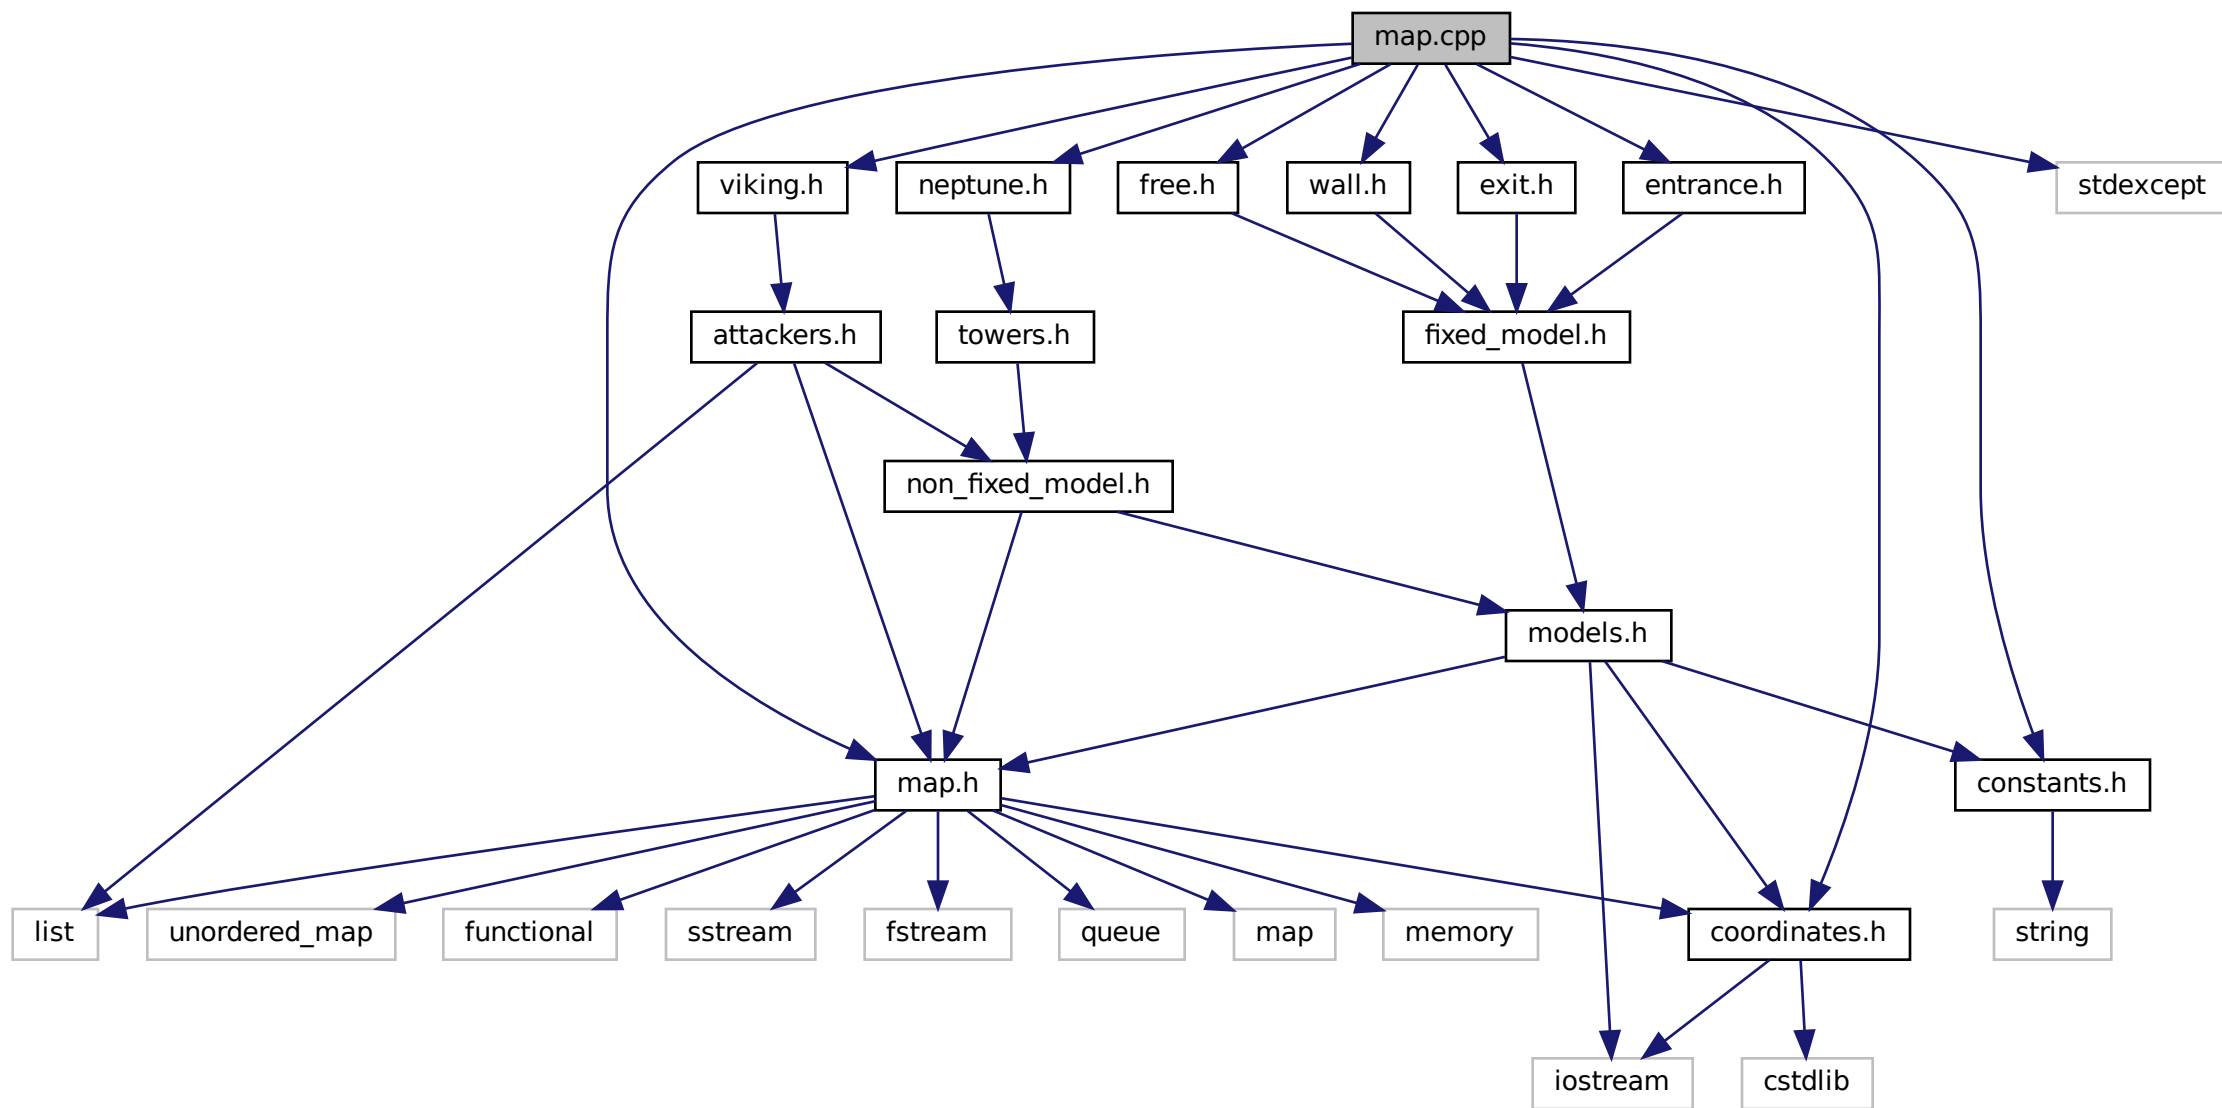 map.cpp
viking.h
neptune.h
free.h
wall.h
exit.h
entrance.h
stdexcept
attackers.h
towers.h
fixed_model.h
non_fixed_model.h
models.h
map.h
constants.h
list
unordered_map
functional
sstream
fstream
queue
map
memory
coordinates.h
string
iostream
cstdlib